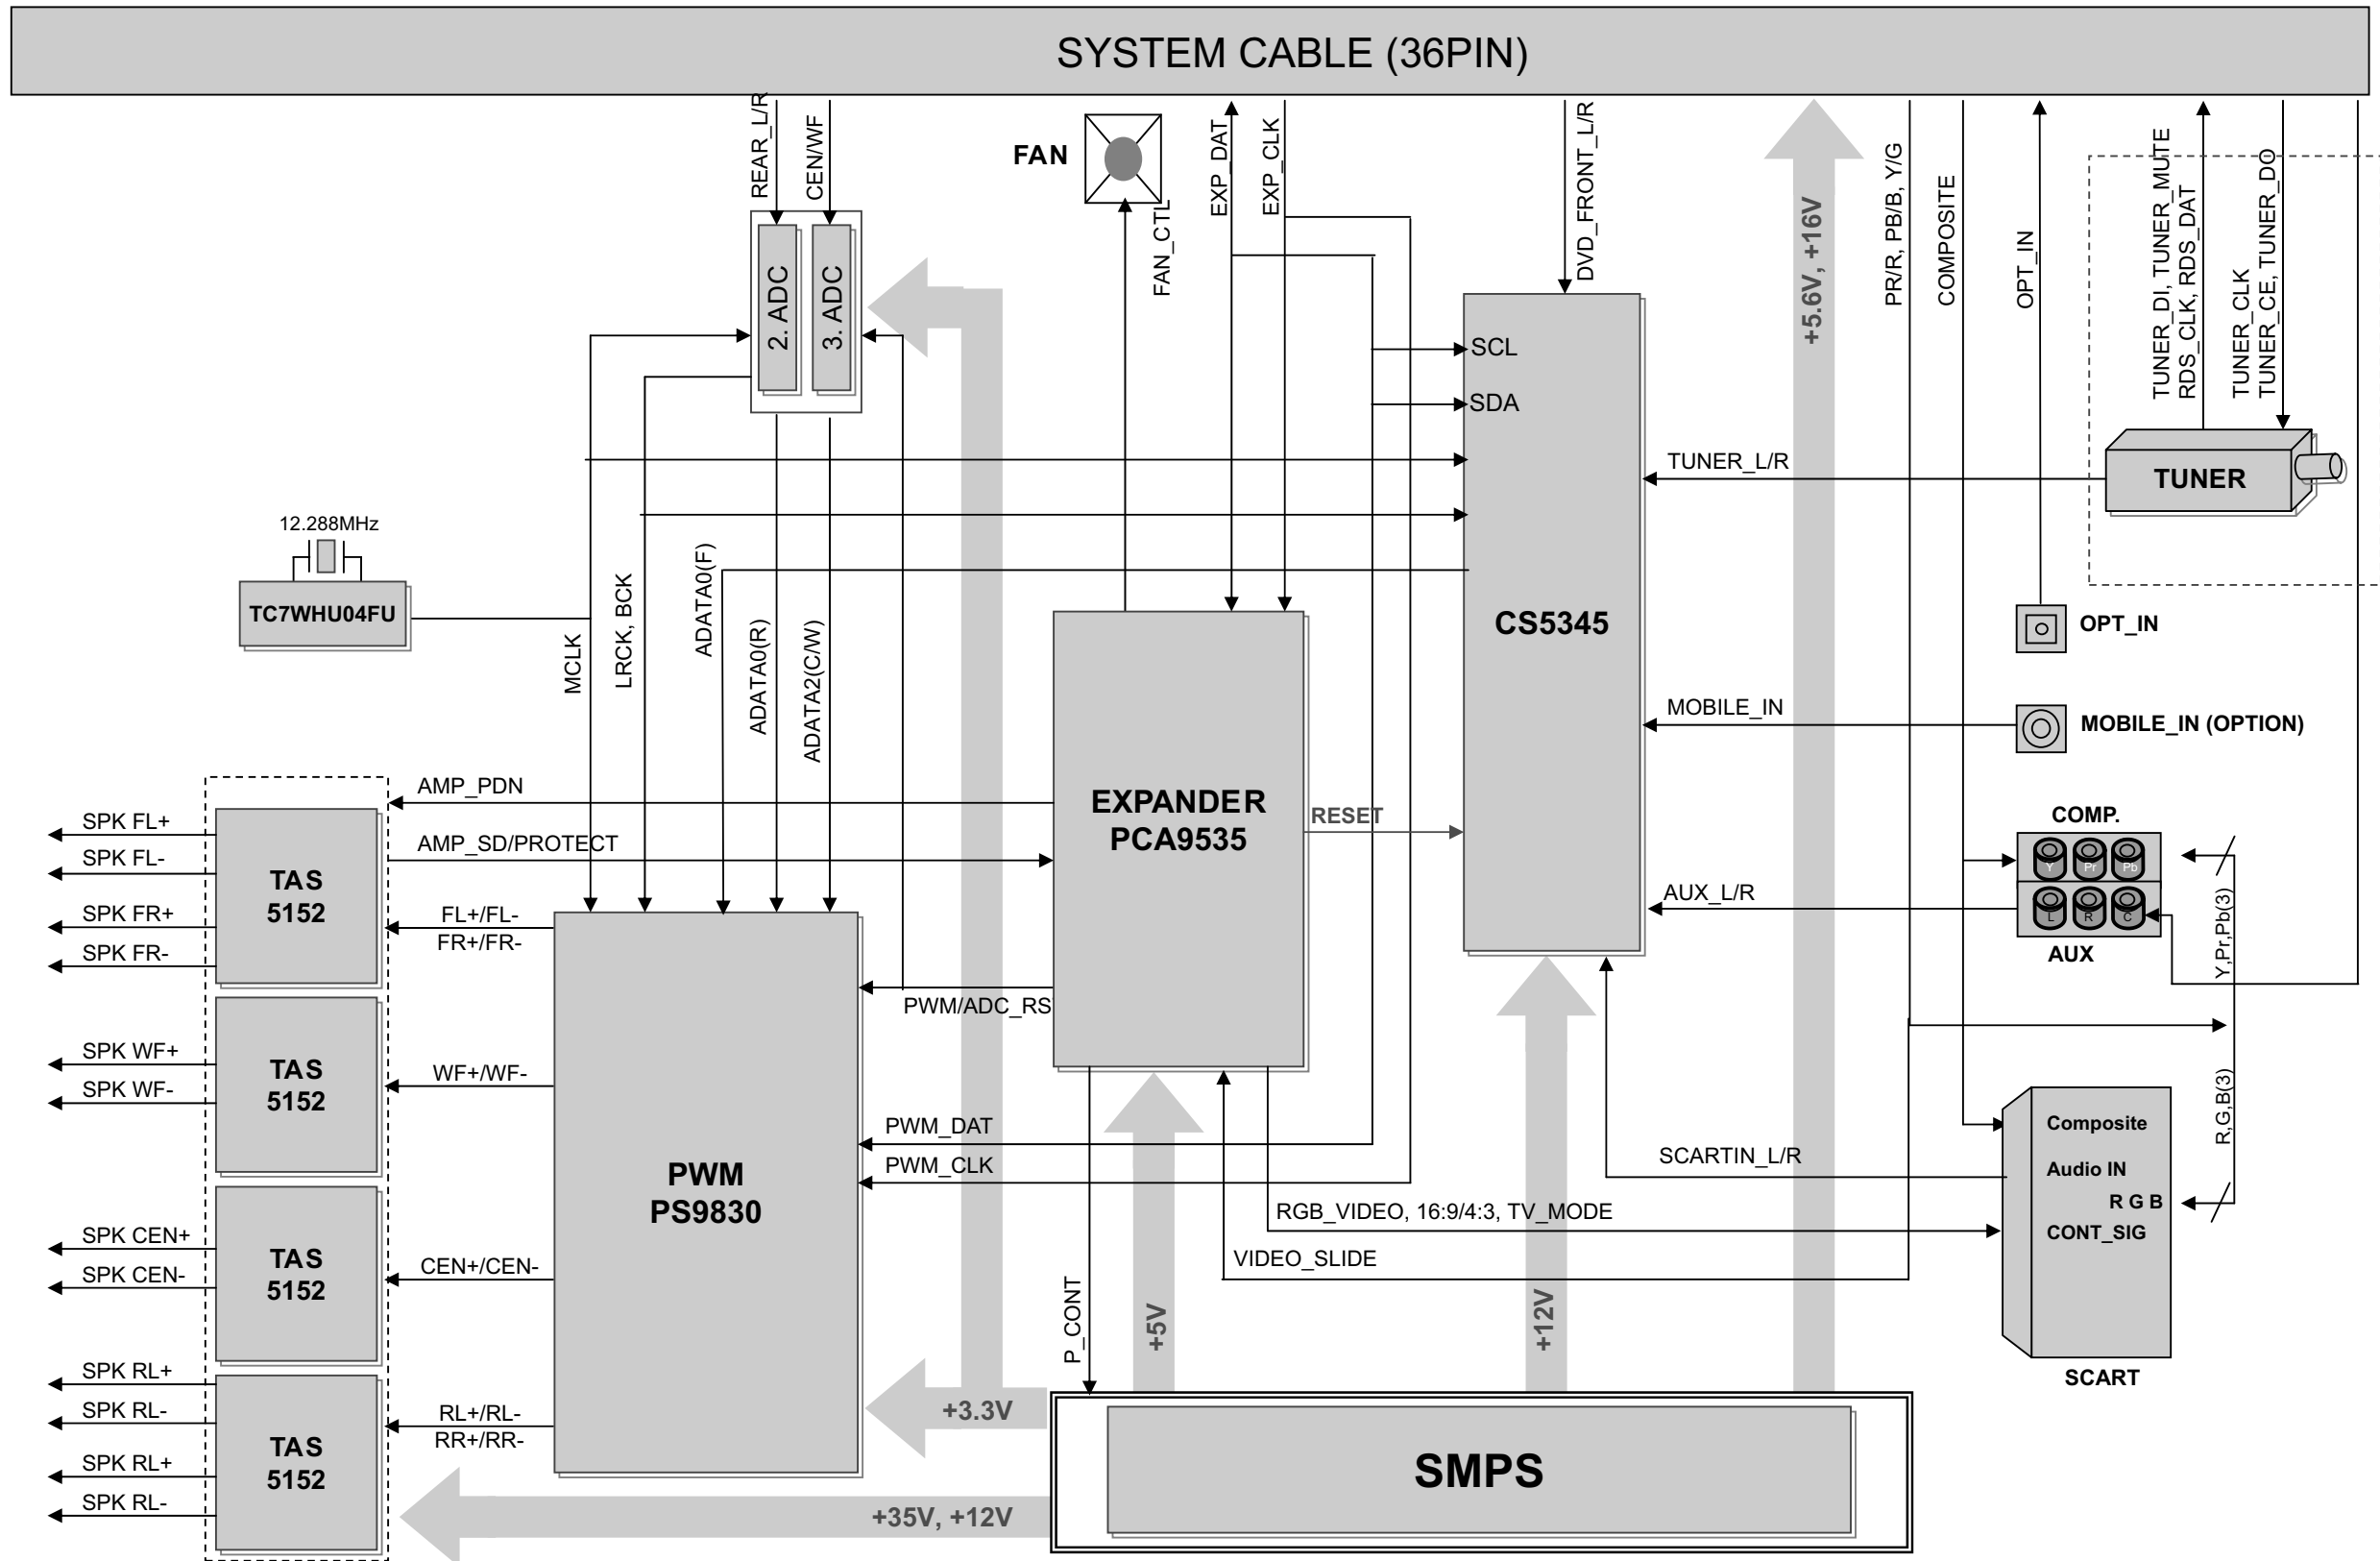 SYSTEM CABLE (36PIN)
REAR_L/R
CEN/WF
FAN
FAN_CTL
EXP_DAT
EXP_CLK
DVD_FRONT_L/R
+5.6V, +16V
PR/R, PB/B, Y/G
COMPOSITE
OPT_IN
TUNER_DI, TUNER_MUTE
RDS_CLK, RDS_DAT
TUNER_CLK
TUNER_CE, TUNER_DO
2. ADC
3. ADC
SCL
SDA
TUNER_L/R
TUNER
12.288MHz
TC7WHU04FU
MCLK
LRCK, BCK
ADATA0(F)
ADATA0(R)
ADATA2(C/W)
CS5345
OPT_IN
MOBILE_IN
MOBILE_IN (OPTION)
AMP_PDN
AMP_SD/PROTECT
EXPANDER
PCA9535
RESET
COMP.
Y
Pr
Pb
L
R
C
AUX
AUX_L/R
Y,Pr,Pb(3)
R,G,B(3)
SPK FL+
SPK FL-
SPK FR+
SPK FR-
TAS
5152
FL+/FL-
FR+/FR-
PWM/ADC_RS
SPK WF+
SPK WF-
TAS
5152
WF+/WF-
PWM
PS9830
PWM_DAT
PWM_CLK
SCARTIN_L/R
Composite
Audio IN
R G B
CONT_SIG
SCART
RGB_VIDEO, 16:9/4:3, TV_MODE
VIDEO_SLIDE
SPK CEN+
SPK CEN-
TAS
5152
CEN+/CEN-
P_CONT
+5V
+12V
SPK RL+
SPK RL-
SPK RL+
SPK RL-
TAS
5152
RL+/RL-
RR+/RR-
+3.3V
+35V, +12V
SMPS